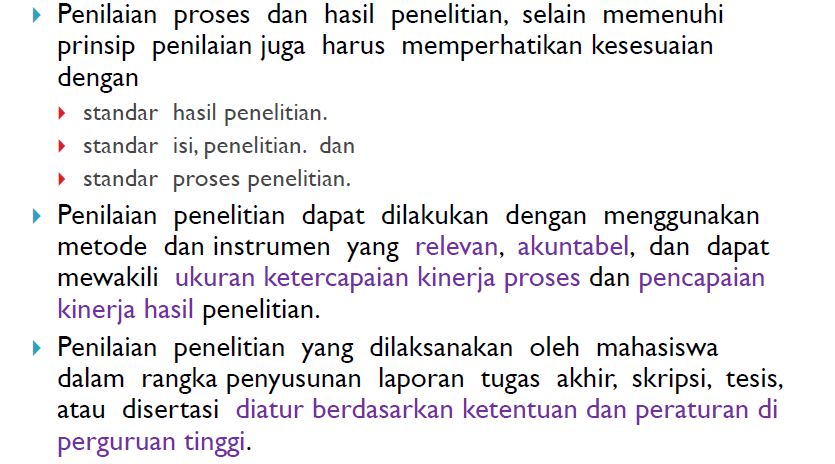 Penilaian proses dan hasil penelitian, selain memenuhi
prinsip penilaian juga harus memperhatikan kesesuaian
dengan
standar hasil penelitian.
standar isi, penelitian. dan
standar proses penelitian.
Penilaian penelitian dapat dilakukan dengan menggunakan
metode dan instrumen yang relevan, akuntabel, dan dapat
mewakili ukuran ketercapaian kinerja proses dan pencapaian
kinerja hasil penelitian.
Penilaian penelitian yang dilaksanakan oleh mahasiswa
dalam rangka penyusunan laporan tugas akhir, skripsi, tesis,
atau disertasi diatur berdasarkan ketentuan dan peraturan di
perguruan tinggi.